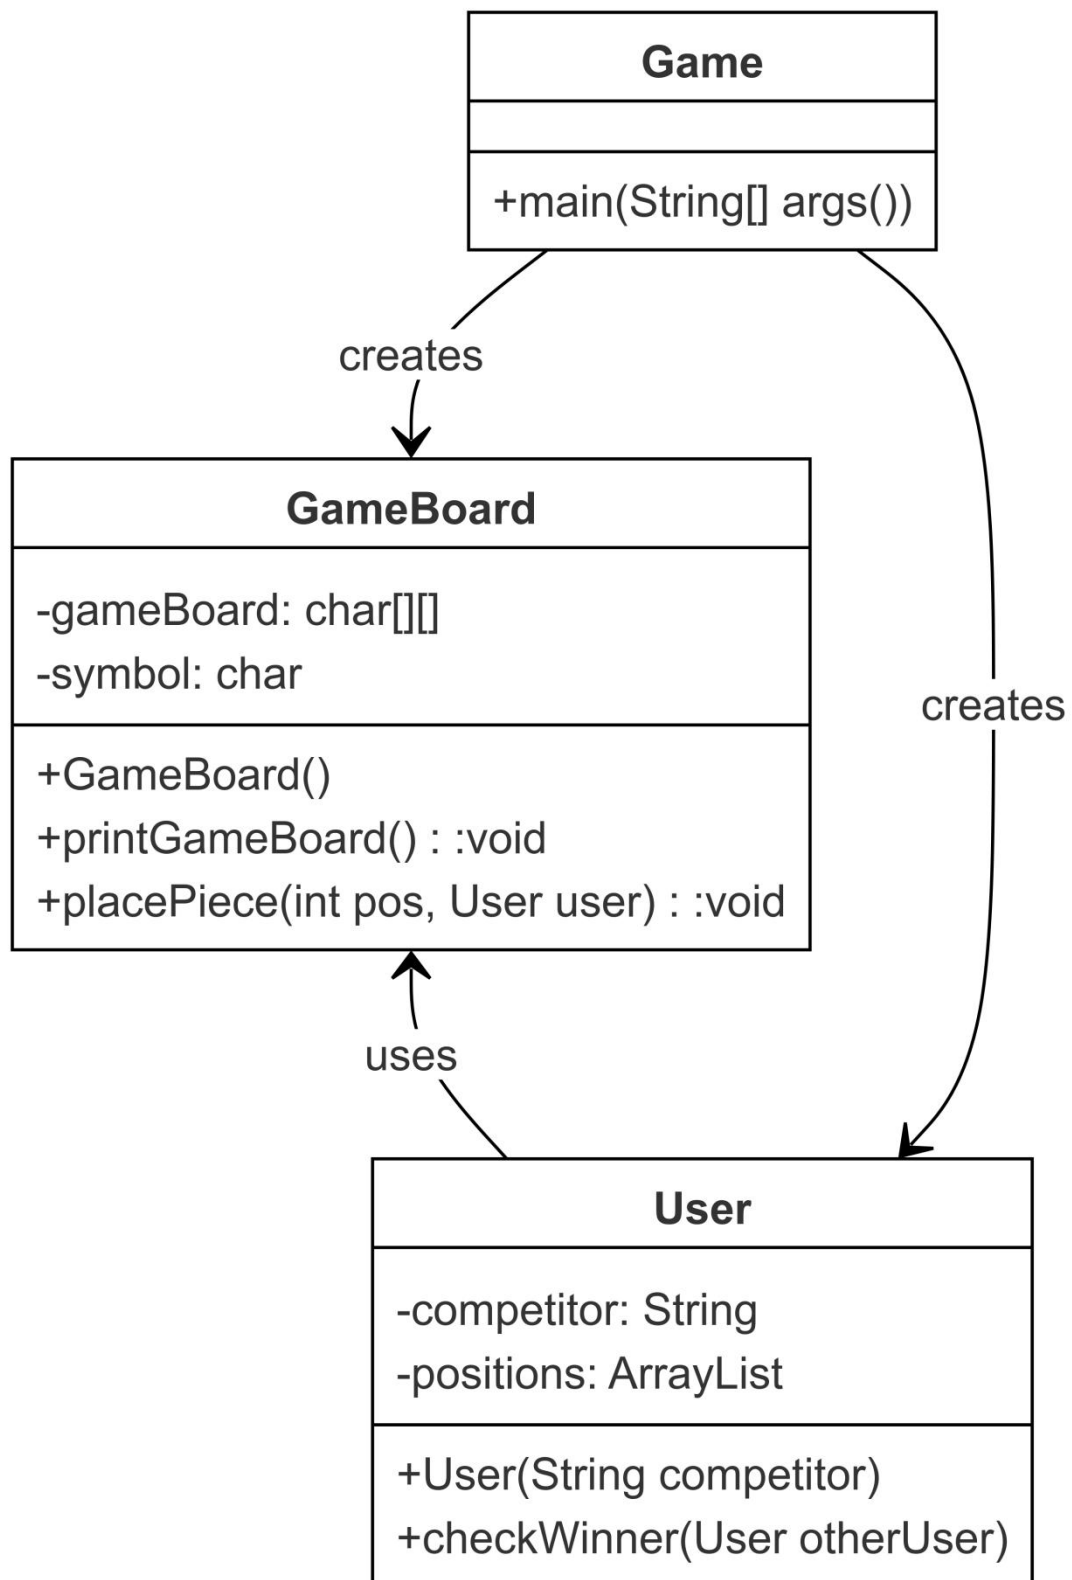 Game
+main(String[] args())
creates
GameBoard
-gameBoard: char[][]
-symbol: char
+GameBoard()
+printGameBoard() : :void
+placePiece(int pos, User user) : :void
creates
uses
User
-competitor: String
-positions: ArrayList
+User(String competitor)
+checkWinner(User otherUser)